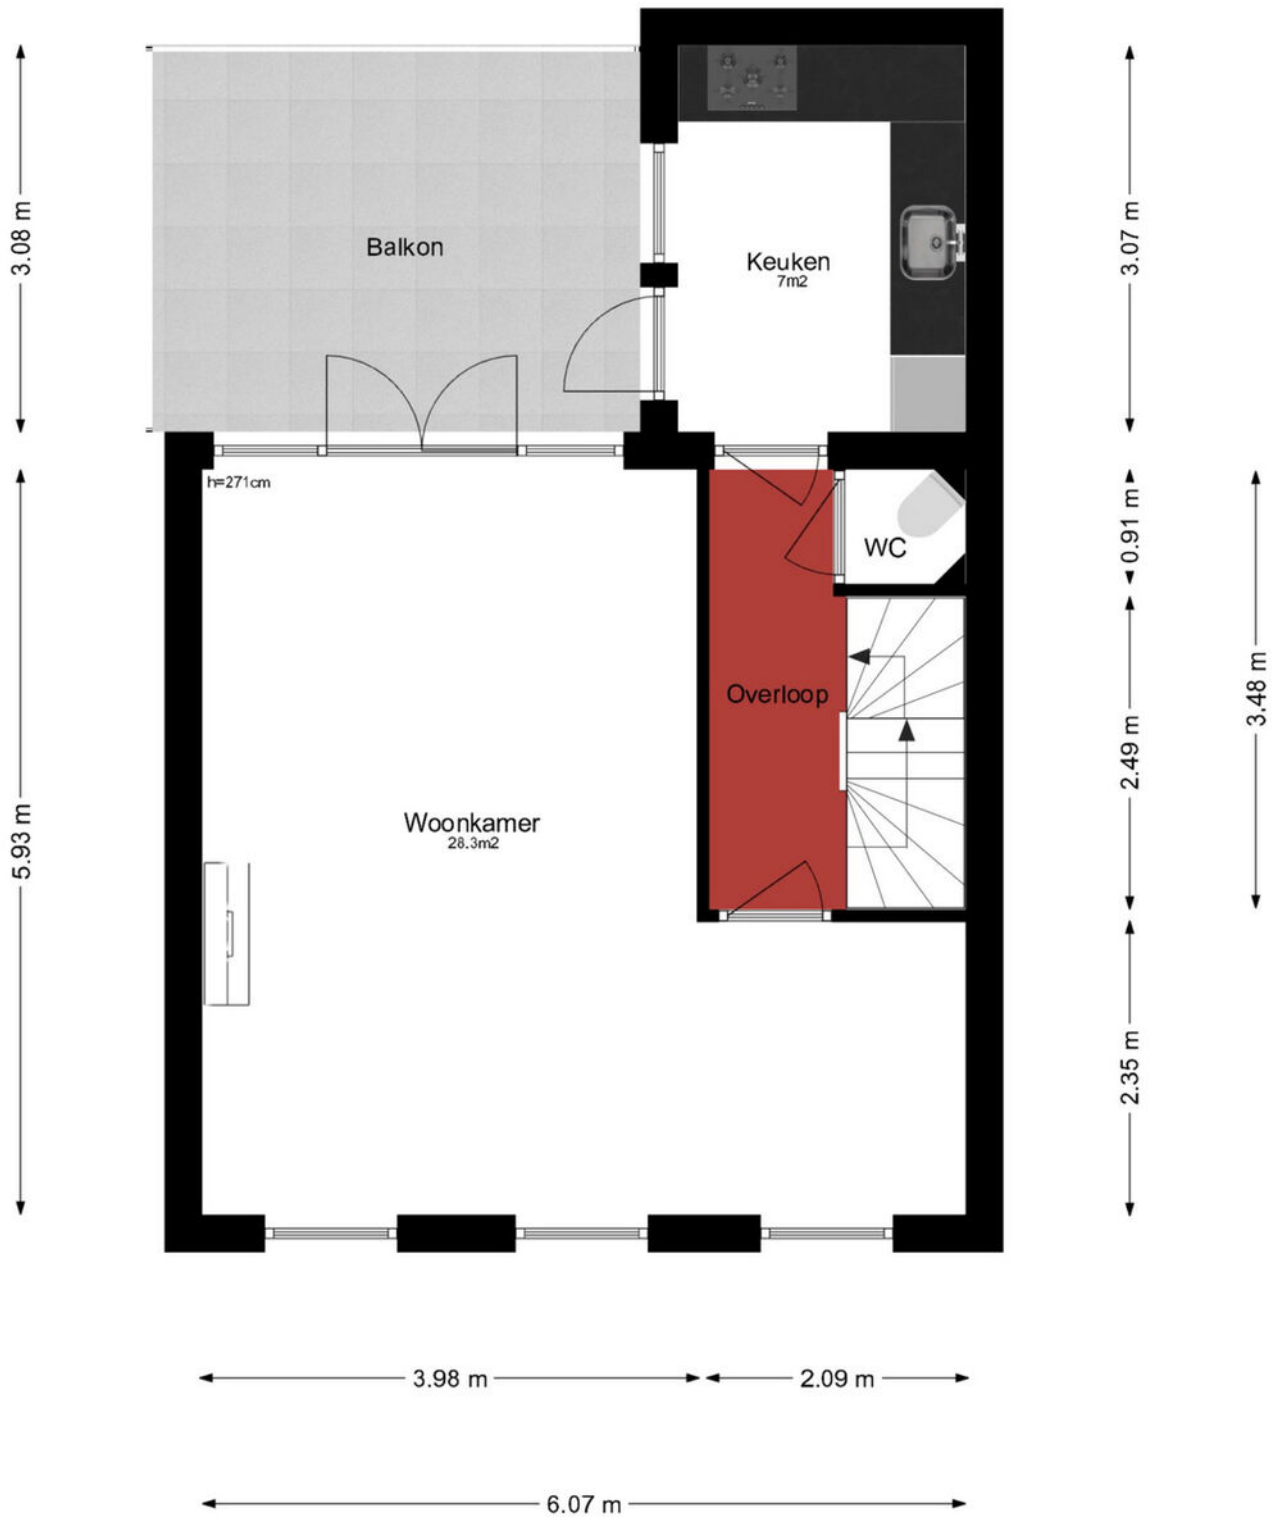 Balkon
Keuken
7m2
3.08 m
3.07 m
h=271cm
WC
0.91 m
Overloop
2.49 m
3.48 m
Woonkamer
28.3m2
5.93 m
2.35 m
3.98 m
2.09 m
6.07 m